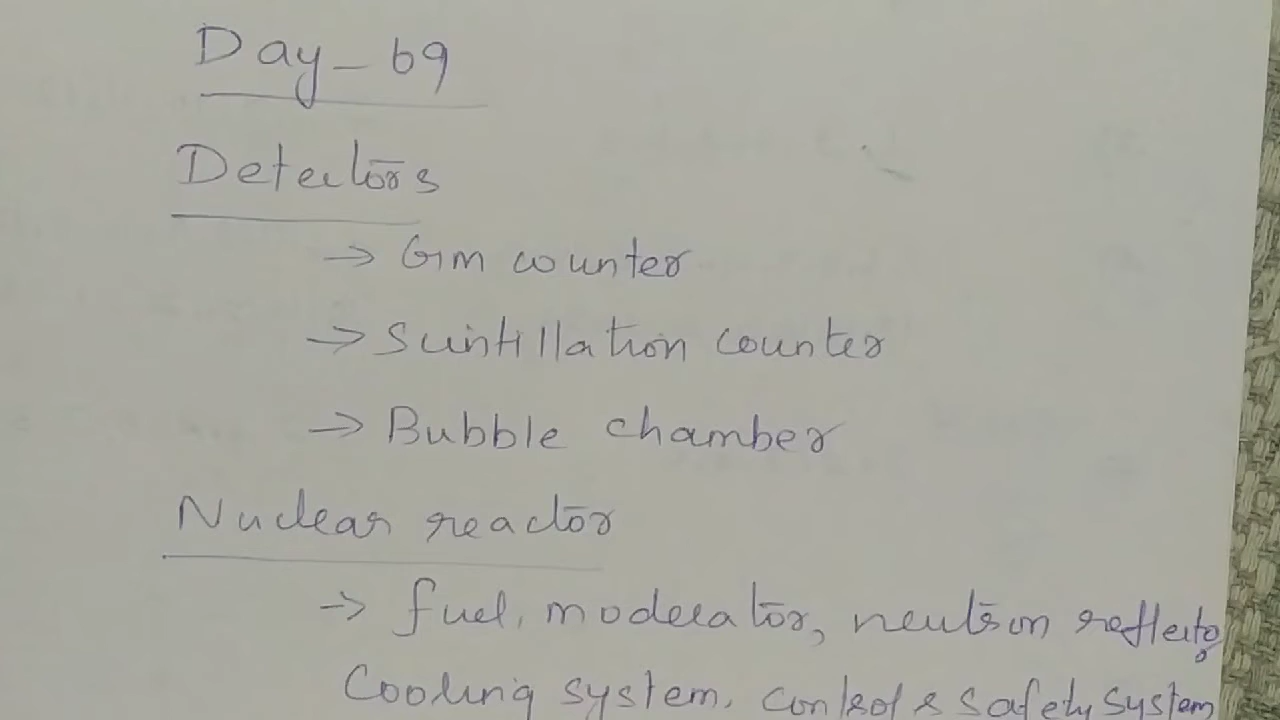 Day - 69
Detectors
→ GM counter
→ Scintillation counter
→ Bubble chamber
Nuclear reactor
→ fuel, moderator, neutron reflector
Cooling system, control & safety system